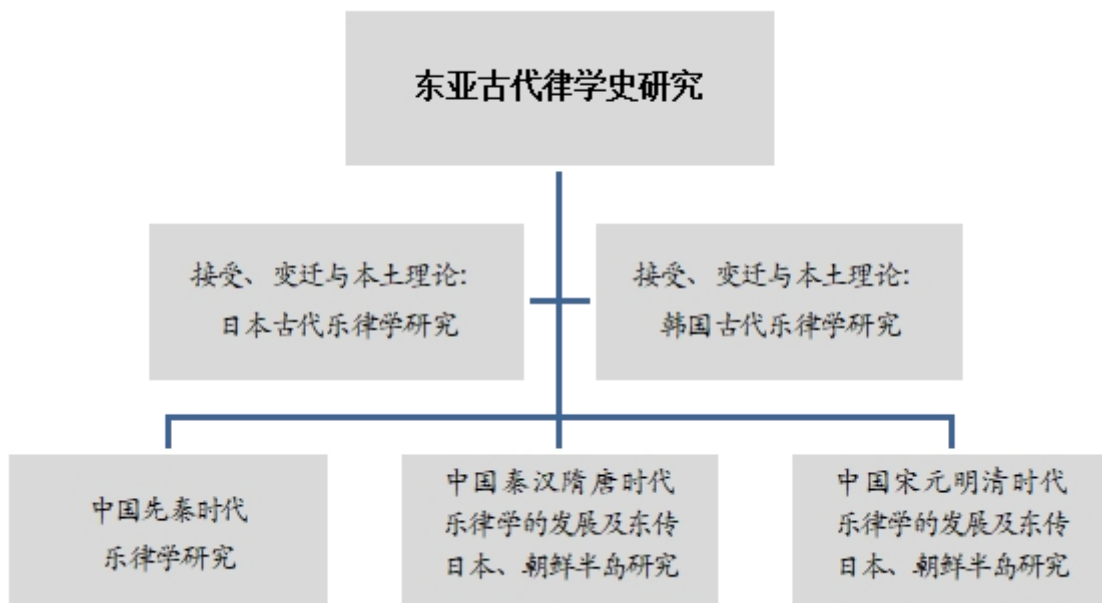 东亚古代律学史研究
接受、变迁与本土理论:
日本古代乐律学研究
接受、变迁与本土理论:
韩国古代乐律学研究
中国先秦时代
乐律学研究
中国秦汉隋唐时代
乐律学的发展及东传
日本、朝鲜半岛研究
中国宋元明清时代
乐律学的发展及东传
日本、朝鲜半岛研究